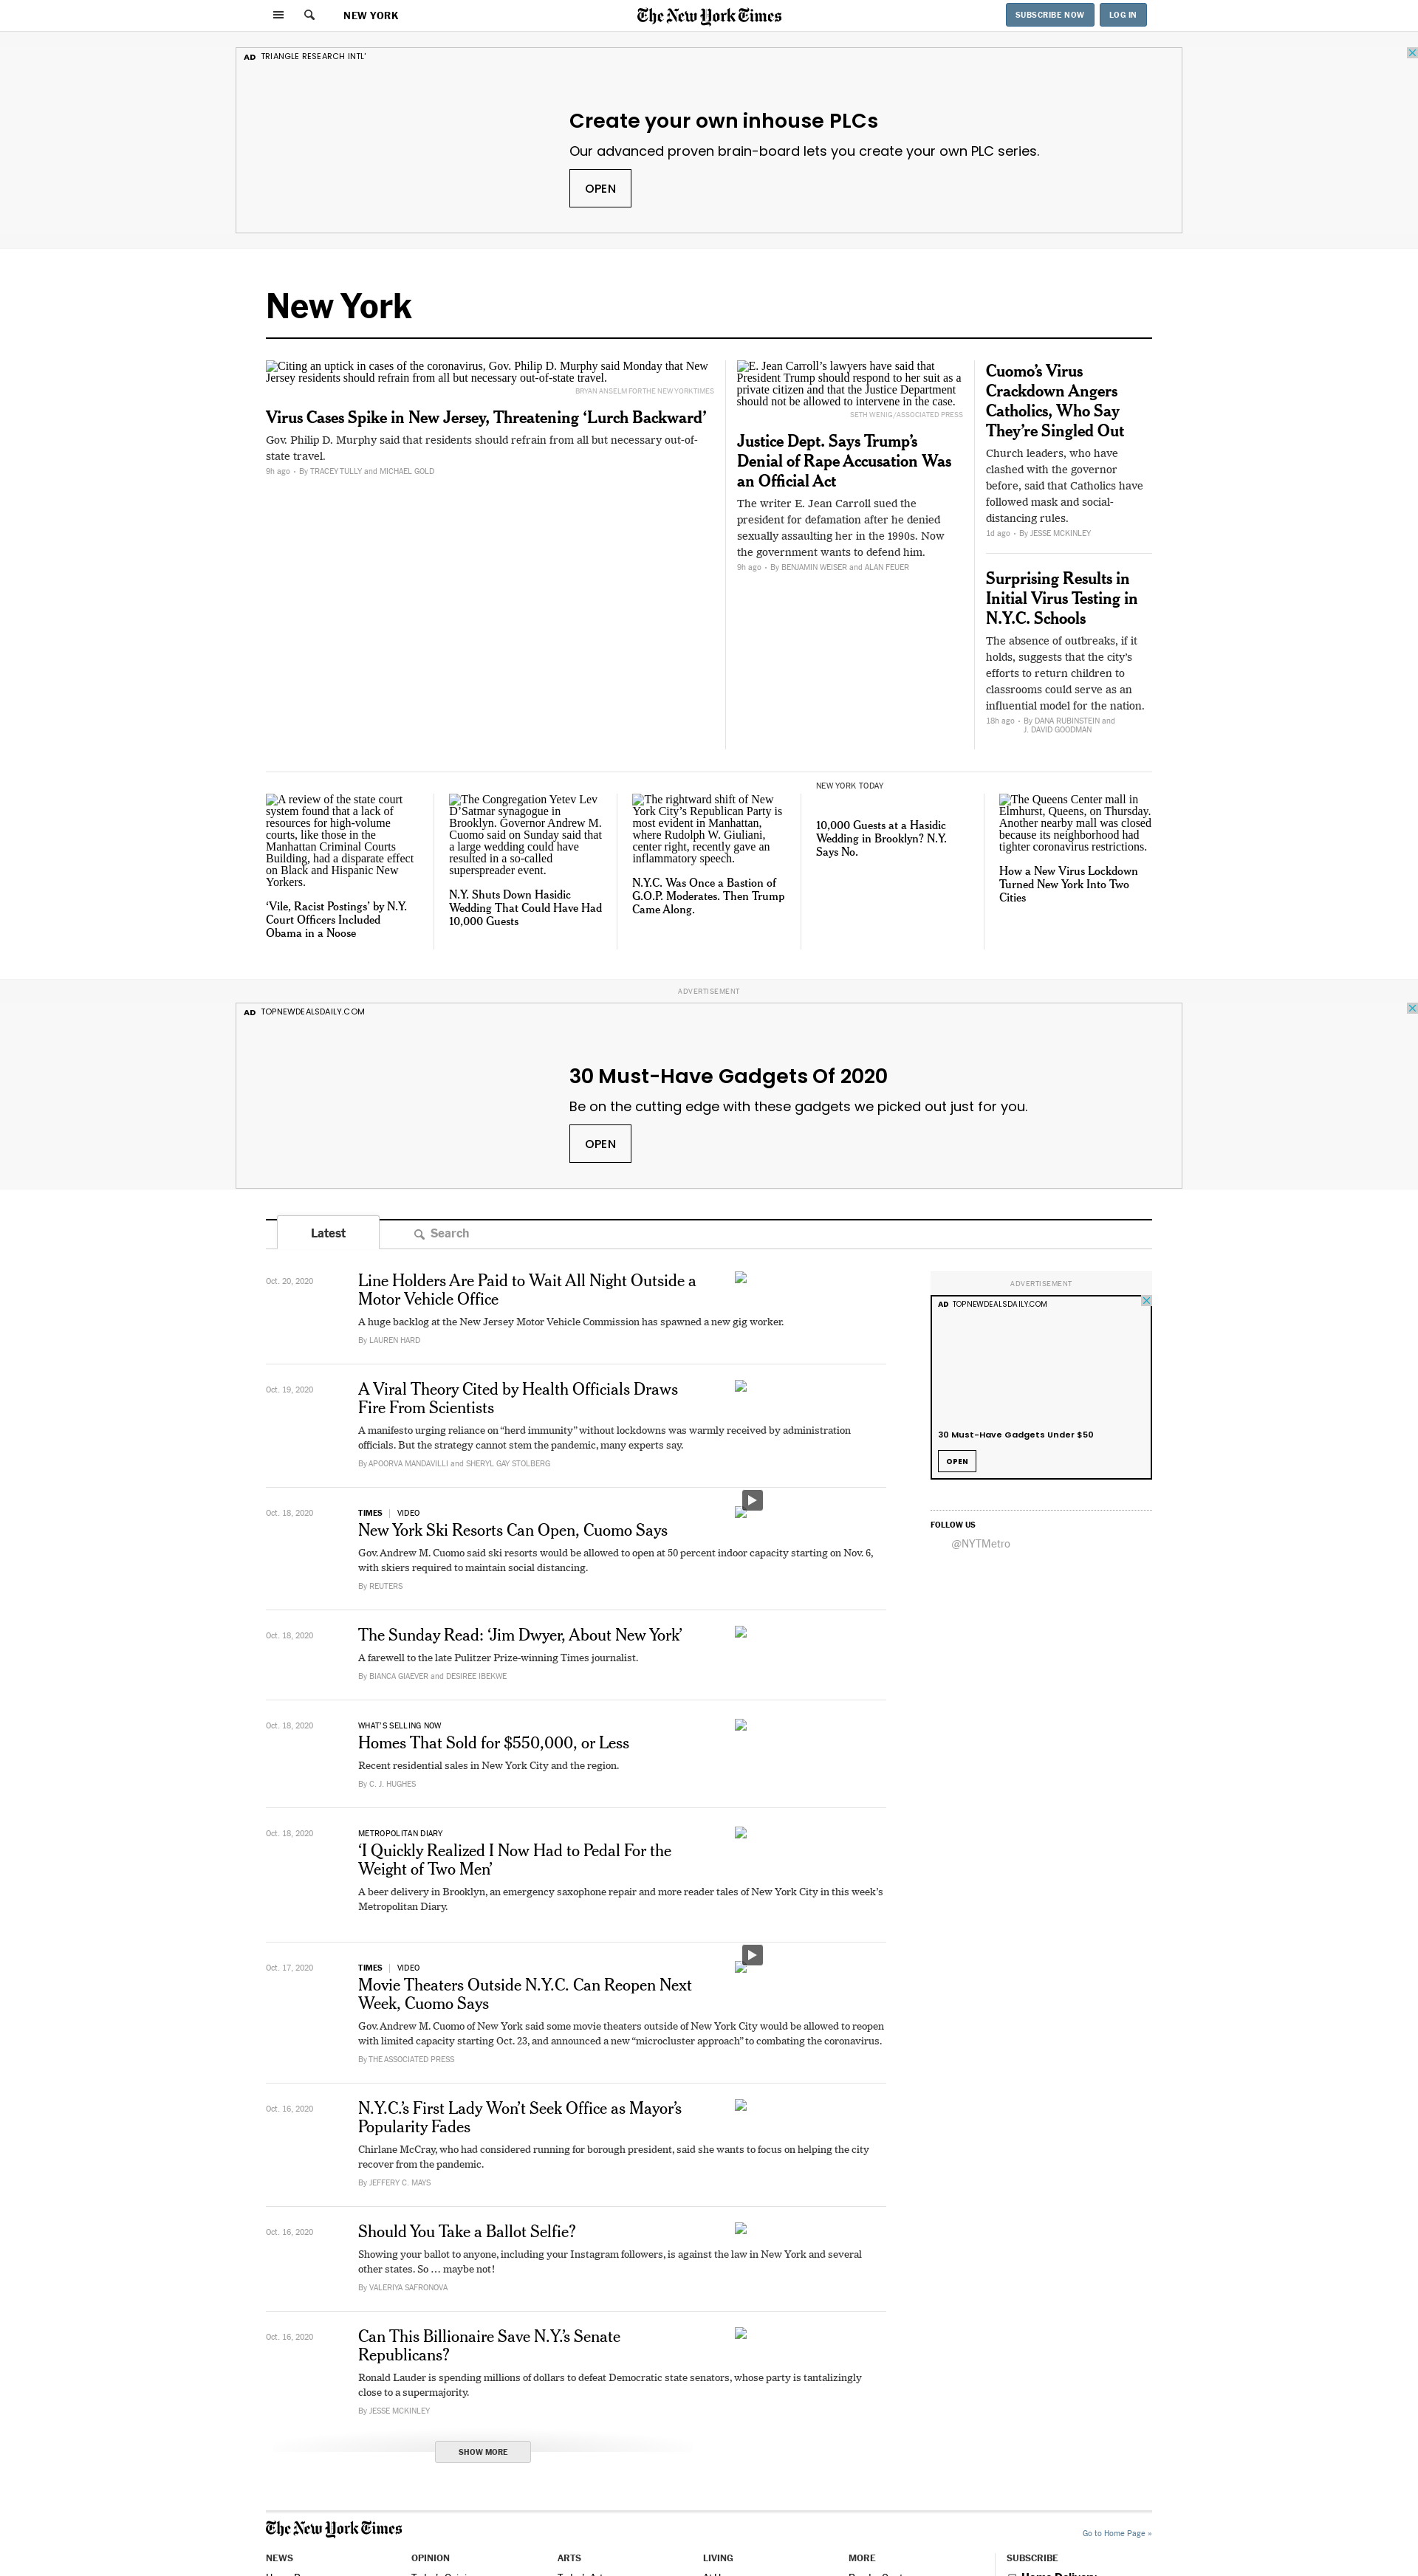 NEW YORK
The New York Times
SUBSCRIBE NOW
LOG IN
AD TRIANGLE RESEARCH INTL'
Create your own inhouse PLCs
Our advanced proven brain-board lets you create your own PLC series.
OPEN
New York
Citing an uptick in cases of the coronavirus, Gov. Philip D. Murphy said Monday that New
Jersey residents should refrain from all but necessary out-of-state travel.
BRYAN ANSELM FOR THE NEW YORK TIMES
Virus Cases Spike in New Jersey, Threatening ‘Lurch Backward’
Gov. Philip D. Murphy said that residents should refrain from all but necessary out-of-
state travel.
9h ago • By TRACEY TULLY and MICHAEL GOLD
E. Jean Carroll’s lawyers have said that
President Trump should respond to her suit as a
private citizen and that the Justice Department
should not be allowed to intervene in the case.
SETH WENIG/ASSOCIATED PRESS
Justice Dept. Says Trump’s
Denial of Rape Accusation Was
an Official Act
The writer E. Jean Carroll sued the
president for defamation after he denied
sexually assaulting her in the 1990s. Now
the government wants to defend him.
9h ago • By BENJAMIN WEISER and ALAN FEUER
Cuomo’s Virus
Crackdown Angers
Catholics, Who Say
They’re Singled Out
Church leaders, who have
clashed with the governor
before, said that Catholics have
followed mask and social-
distancing rules.
1d ago • By JESSE MCKINLEY
Surprising Results in
Initial Virus Testing in
N.Y.C. Schools
The absence of outbreaks, if it
holds, suggests that the city’s
efforts to return children to
classrooms could serve as an
influential model for the nation.
18h ago • By DANA RUBINSTEIN and
J. DAVID GOODMAN
A review of the state court
system found that a lack of
resources for high-volume
courts, like those in the
Manhattan Criminal Courts
Building, had a disparate effect
on Black and Hispanic New
Yorkers.
‘Vile, Racist Postings’ by N.Y.
Court Officers Included
Obama in a Noose
The Congregation Yetev Lev
D’Satmar synagogue in
Brooklyn. Governor Andrew M.
Cuomo said on Sunday said that
a large wedding could have
resulted in a so-called
superspreader event.
N.Y. Shuts Down Hasidic
Wedding That Could Have Had
10,000 Guests
The rightward shift of New
York City’s Republican Party is
most evident in Manhattan,
where Rudolph W. Giuliani,
center right, recently gave an
inflammatory speech.
N.Y.C. Was Once a Bastion of
G.O.P. Moderates. Then Trump
Came Along.
NEW YORK TODAY
10,000 Guests at a Hasidic
Wedding in Brooklyn? N.Y.
Says No.
The Queens Center mall in
Elmhurst, Queens, on Thursday.
Another nearby mall was closed
because its neighborhood had
tighter coronavirus restrictions.
How a New Virus Lockdown
Turned New York Into Two
Cities
ADVERTISEMENT
AD TOPNEWDEALSDAILY.COM
30 Must-Have Gadgets Of 2020
Be on the cutting edge with these gadgets we picked out just for you.
OPEN
Latest
Search
Oct. 20, 2020
Line Holders Are Paid to Wait All Night Outside a
Motor Vehicle Office
A huge backlog at the New Jersey Motor Vehicle Commission has spawned a new gig worker.
By LAUREN HARD
Oct. 19, 2020
A Viral Theory Cited by Health Officials Draws
Fire From Scientists
A manifesto urging reliance on “herd immunity” without lockdowns was warmly received by administration
officials. But the strategy cannot stem the pandemic, many experts say.
By APOORVA MANDAVILLI and SHERYL GAY STOLBERG
Oct. 18, 2020
TIMES | VIDEO
New York Ski Resorts Can Open, Cuomo Says
Gov. Andrew M. Cuomo said ski resorts would be allowed to open at 50 percent indoor capacity starting on Nov. 6,
with skiers required to maintain social distancing.
By REUTERS
Oct. 18, 2020
The Sunday Read: ‘Jim Dwyer, About New York’
A farewell to the late Pulitzer Prize-winning Times journalist.
By BIANCA GIAEVER and DESIREE IBEKWE
Oct. 18, 2020
WHAT'S SELLING NOW
Homes That Sold for $550,000, or Less
Recent residential sales in New York City and the region.
By C. J. HUGHES
Oct. 18, 2020
METROPOLITAN DIARY
‘I Quickly Realized I Now Had to Pedal For the
Weight of Two Men’
A beer delivery in Brooklyn, an emergency saxophone repair and more reader tales of New York City in this week’s
Metropolitan Diary.
Oct. 17, 2020
TIMES | VIDEO
Movie Theaters Outside N.Y.C. Can Reopen Next
Week, Cuomo Says
Gov. Andrew M. Cuomo of New York said some movie theaters outside of New York City would be allowed to reopen
with limited capacity starting Oct. 23, and announced a new “microcluster approach” to combating the coronavirus.
By THE ASSOCIATED PRESS
Oct. 16, 2020
N.Y.C.’s First Lady Won’t Seek Office as Mayor’s
Popularity Fades
Chirlane McCray, who had considered running for borough president, said she wants to focus on helping the city
recover from the pandemic.
By JEFFERY C. MAYS
Oct. 16, 2020
Should You Take a Ballot Selfie?
Showing your ballot to anyone, including your Instagram followers, is against the law in New York and several
other states. So … maybe not!
By VALERIYA SAFRONOVA
Oct. 16, 2020
Can This Billionaire Save N.Y.’s Senate
Republicans?
Ronald Lauder is spending millions of dollars to defeat Democratic state senators, whose party is tantalizingly
close to a supermajority.
By JESSE MCKINLEY
SHOW MORE
ADVERTISEMENT
AD TOPNEWDEALSDAILY.COM
30 Must-Have Gadgets Under $50
OPEN
FOLLOW US
@NYTMetro
The New York Times
Go to Home Page »
NEWS
OPINION
ARTS
LIVING
MORE
SUBSCRIBE